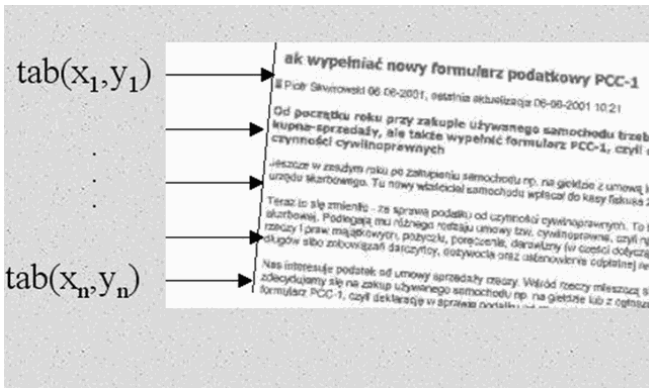 tab(x1,y1)
.
.
.
tab(xn,yn)
ak wypełniać nowy formularz podatkowy PCC-1
Piotr Skwirowski 06-06-2001, ostatnia aktualizacja 06-06-2001 10:21
Od początku roku przy zakupie używanego samochodu trzeb
kupna-sprzedaży, ale także wypełnić formularz PCC-1, czyli
czynności cywilnoprawnych
Jeszcze w zeszłym roku po zakupieniu samochodu np. na giełdzie z umową
urzędu skarbowego. Tu nowy właściciel samochodu wpłacał do kasy fiskusa
Teraz to się zmieniło - za sprawą podatku od czynności cywilnoprawnych. To
skarbowej. Podlegają mu różnego rodzaju umowy tzw. cywilnoprawne, czyli
rzeczy i praw majątkowych, pożyczki, poręczenia, darowizny (w części
długów albo zobowiązań darczyńcy, dożywocia oraz ustanowienie odpłatnej
Nas interesuje podatek od umowy sprzedaży rzeczy. Wśród rzeczy mieszczą
zdecydujemy się na zakup używanego samochodu np. na giełdzie lub z
formularz PCC-1, czyli deklarację w sprawie podatku